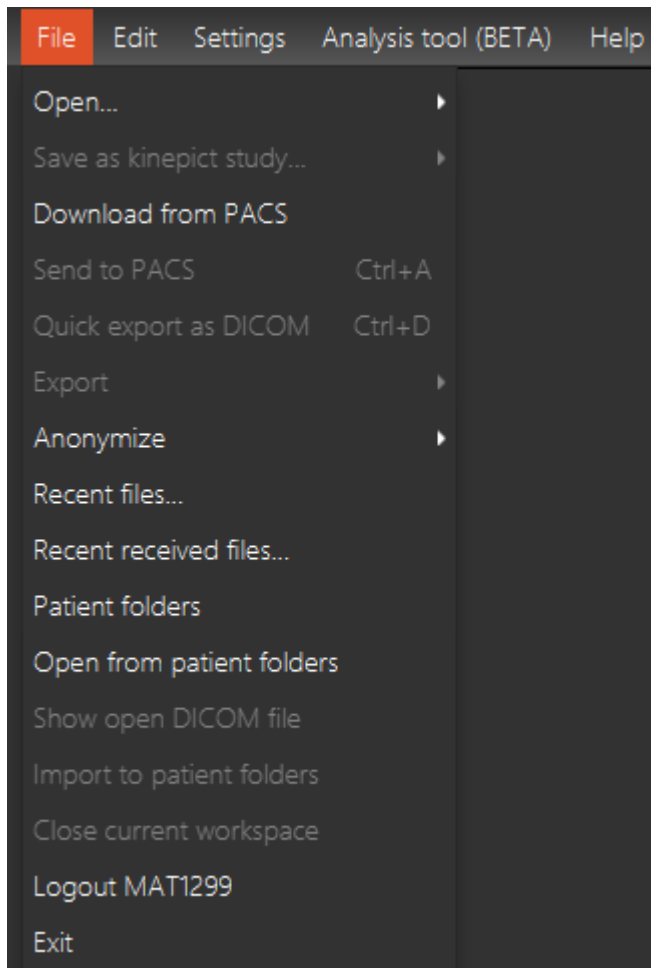 File Edit Settings Analysis tool (BETA) Help
Open...
Save as kinepict study...
Download from PACS
Send to PACS Ctrl+A
Quick export as DICOM Ctrl+D
Export
Anonymize
Recent files...
Recent received files...
Patient folders
Open from patient folders
Show open DICOM file
Import to patient folders
Close current workspace
Logout MAT1299
Exit